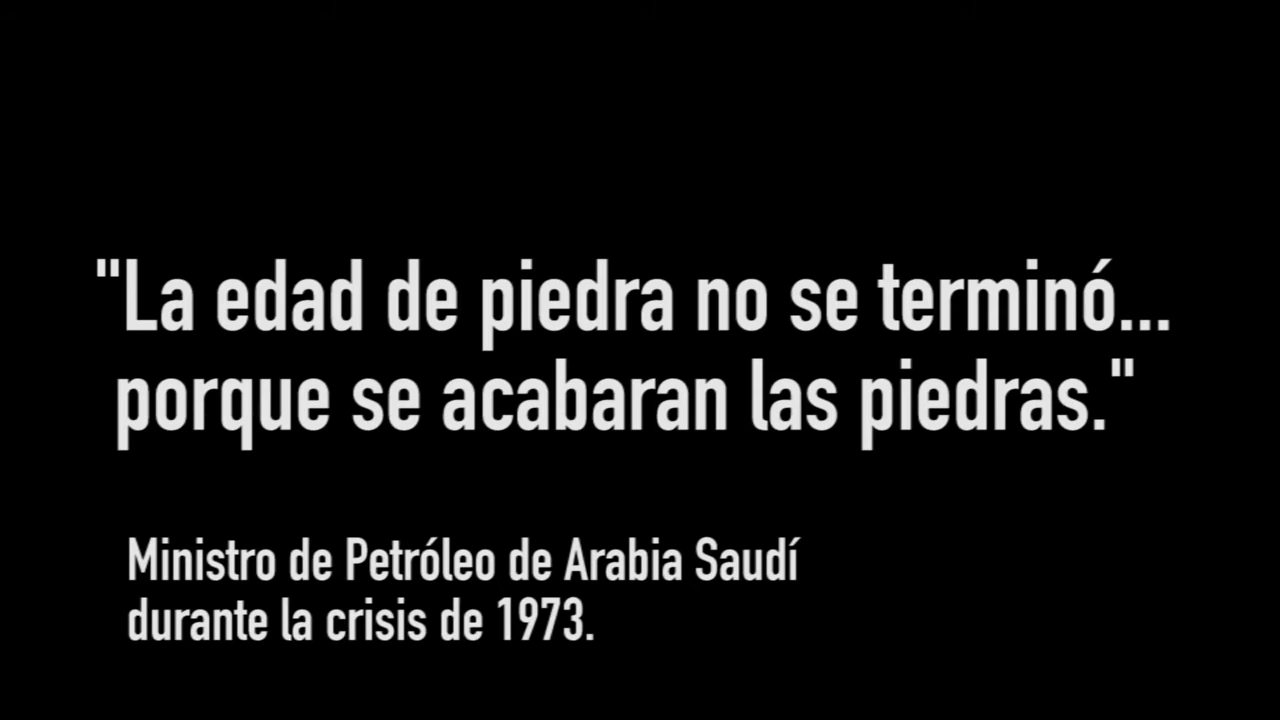 "La edad de piedra no se terminó...
porque se acabaran las piedras."
Ministro de Petróleo de Arabia Saudí
durante la crisis de 1973.